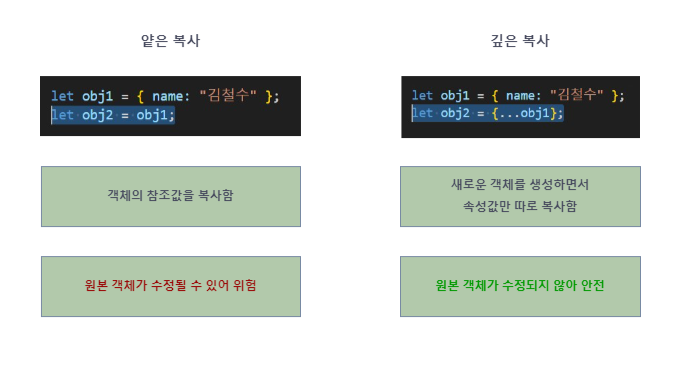 얕은 복사
let obj1 = { name: "김철수" };
let obj2 = obj1;
객체의 참조값을 복사함
원본 객체가 수정될 수 있어 위험
깊은 복사
let obj1 = { name: "김철수" };
let obj2 = {...obj1};
새로운 객체를 생성하면서
속성값만 따로 복사함
원본 객체가 수정되지 않아 안전